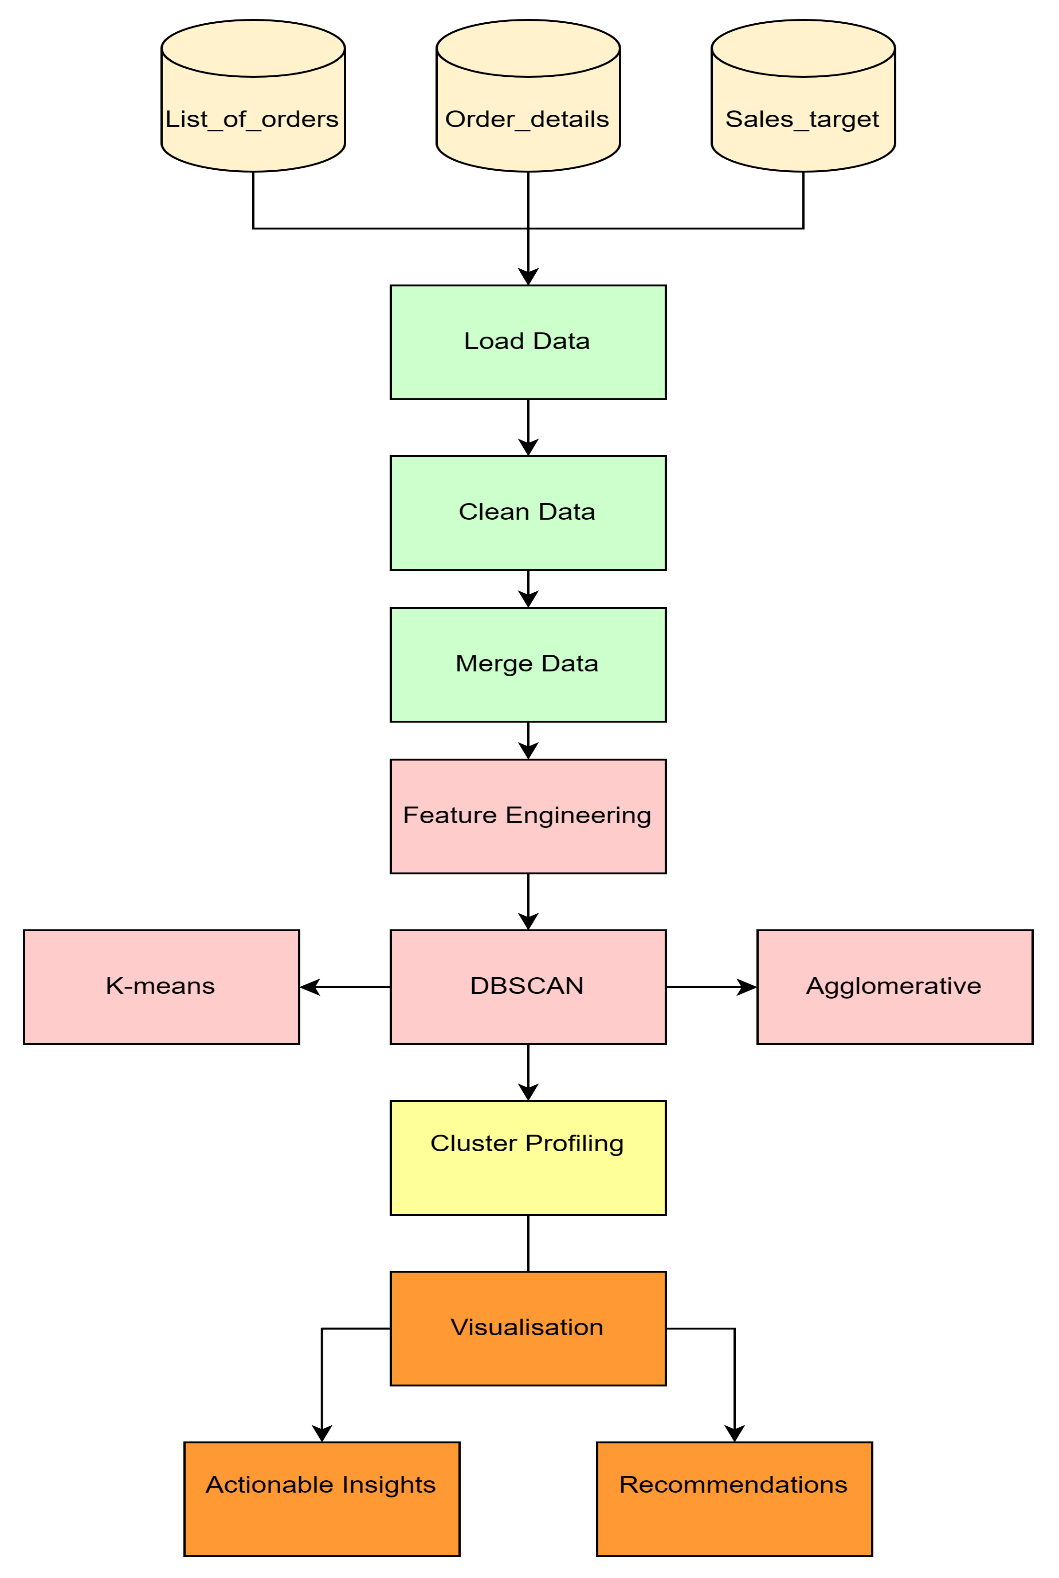 List_of_orders
Order_details
Sales_target
Load Data
Clean Data
Merge Data
Feature Engineering
K-means
DBSCAN
Agglomerative
Cluster Profiling
Visualisation
Actionable Insights
Recommendations